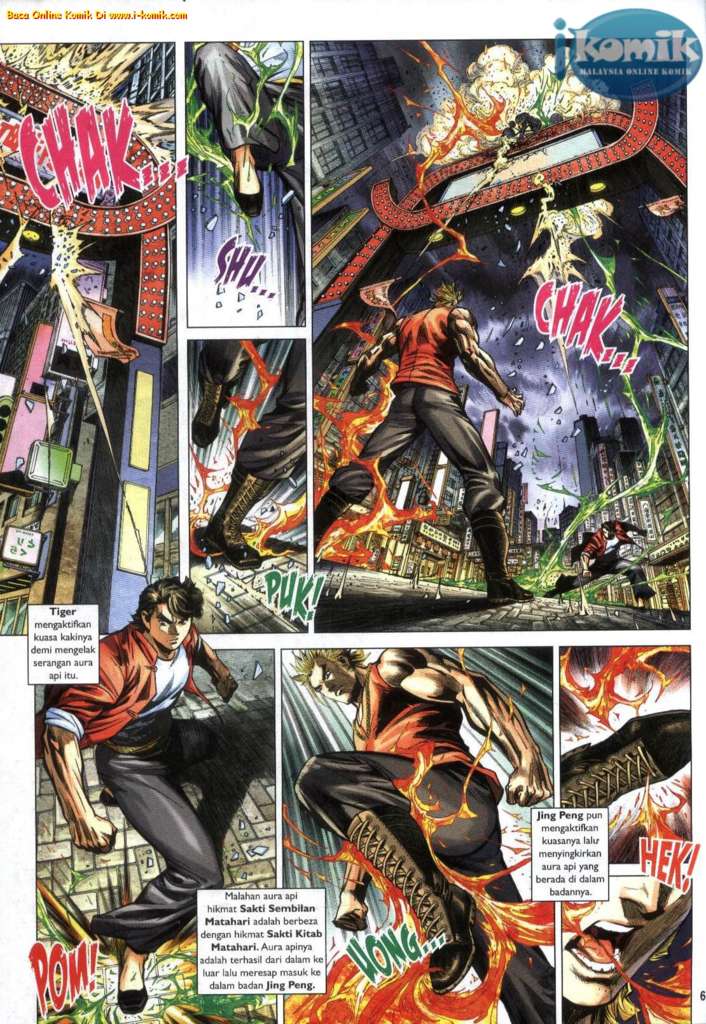 Baca Online Komik Di www.i-komik.com
ikomik
MALAYSIA ONLINE KOMIK
CHAK...
SHU...
CHAK...
PUK!
Tiger
mengaktifkan
kuasa kakinya
demi mengelak
serangan aura
api itu.
POM!
Malahan aura api
hikmat Sakti Sembilan
Matahari adalah berbeza
dengan hikmat Sakti Kitab
Matahari. Aura apinya
adalah terhasil dari dalam ke
luar lalu meresap masuk ke
dalam badan Jing Peng.
UONG...
Jing Peng pun
mengaktifkan
kuasanya lalu
menyingkirkan
aura api yang
berada di dalam
badannya.
HEK!
6